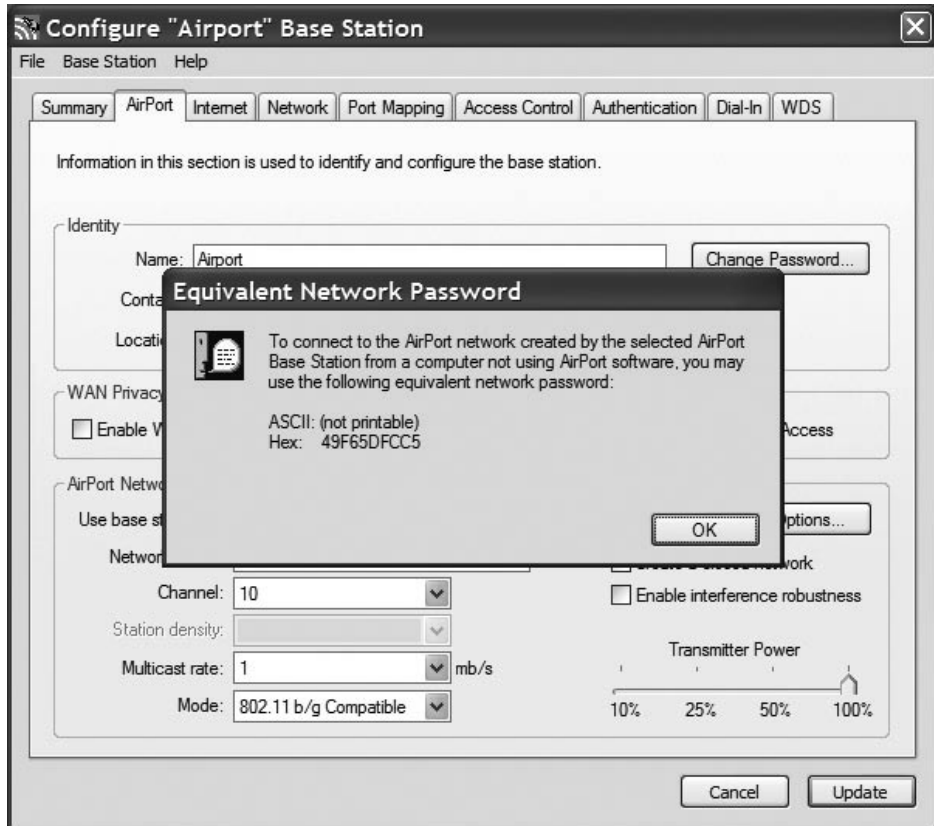 Configure "Airport" Base Station
File Base Station Help
Summary AirPort Internet Network Port Mapping Access Control Authentication Dial-In WDS
Information in this section is used to identify and configure the base station.
Identity
Name: Airport Change Password...
Equivalent Network Password
To connect to the AirPort network created by the selected AirPort
Base Station from a computer not using AirPort software, you may
use the following equivalent network password:
ASCII: (not printable)
Hex: 49F65DFCC5
OK
WAN Privacy
Enable Access
AirPort
Use base
Channel: 10
Enable interference robustness
Station density:
Transmitter Power
Multicast rate: 1 mb/s
Mode: 802.11 b/g Compatible
10% 25% 50% 100%
Cancel Update